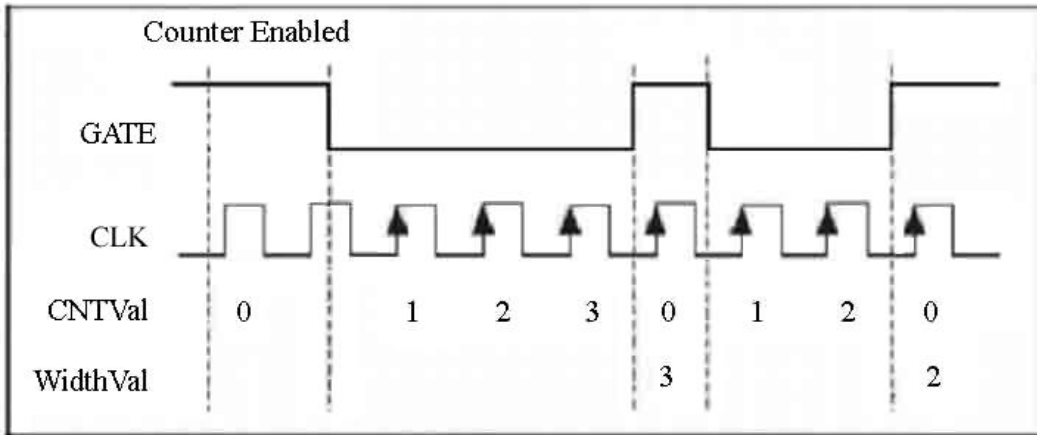 Counter Enabled
GATE
CLK
CNTVal 0 1 2 3 0 1 2 0
WidthVal 3 2